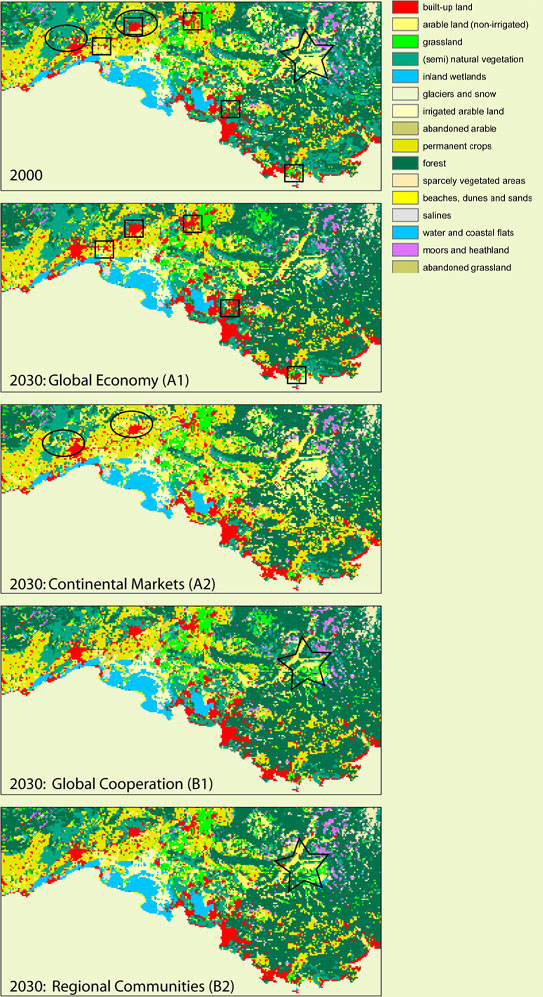 built-up land
arable land (non-irrigated)
grassland
(semi) natural vegetation
inland wetlands
glaciers and snow
irrigated arable land
abandoned arable
permanent crops
forest
sparcely vegetated areas
beaches, dunes and sands
salines
water and coastal flats
moors and heathland
abandoned grassland
2000
2030: Global Economy (A1)
2030: Continental Markets (A2)
2030: Global Cooperation (B1)
2030: Regional Communities (B2)